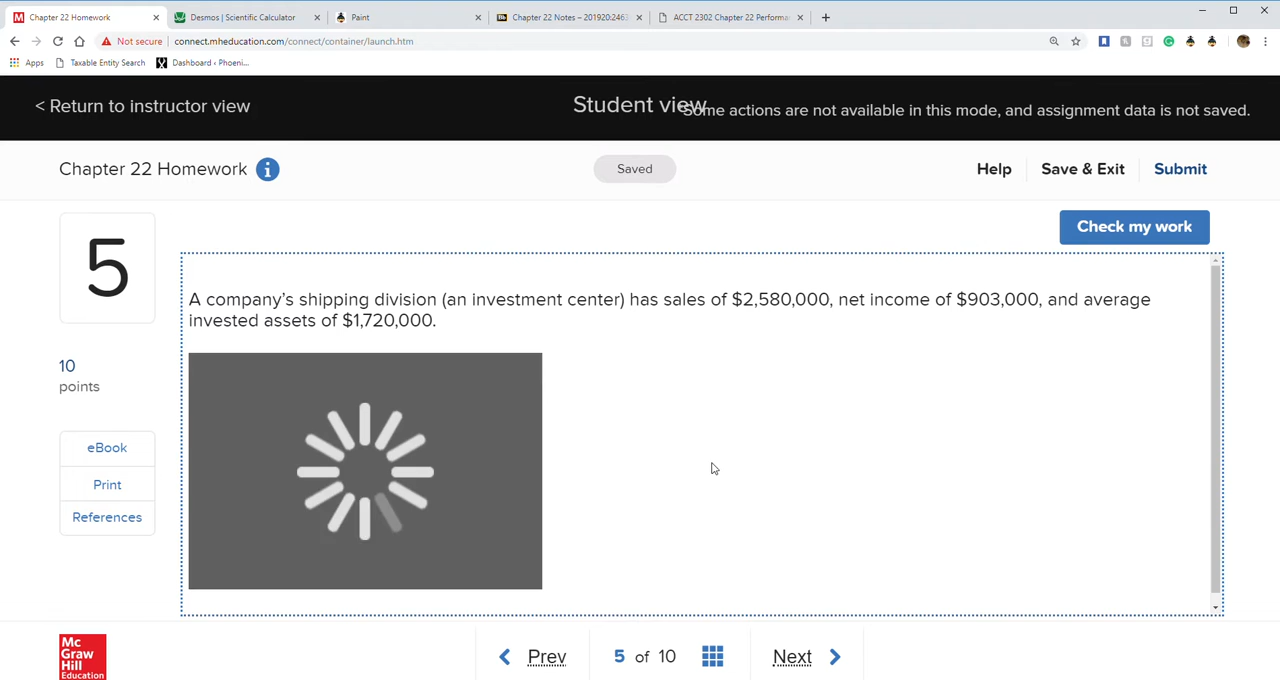 Chapter 22 Homework
Desmos | Scientific Calculator
Paint
Chapter 22 Notes – 201920:246
ACCT 2302 Chapter 22 Performa
Not secure | connect.mheducation.com/connect/container/launch.htm
Apps
Taxable Entity Search
Dashboard ‹ Phoeni...
< Return to instructor view
Student view
Some actions are not available in this mode, and assignment data is not saved.
Chapter 22 Homework
Saved
Help
Save & Exit
Submit
5
Check my work
A company's shipping division (an investment center) has sales of $2,580,000, net income of $903,000, and average
invested assets of $1,720,000.
10
points
eBook
Print
References
Mc
Graw
Hill
Education
Prev
5 of 10
Next